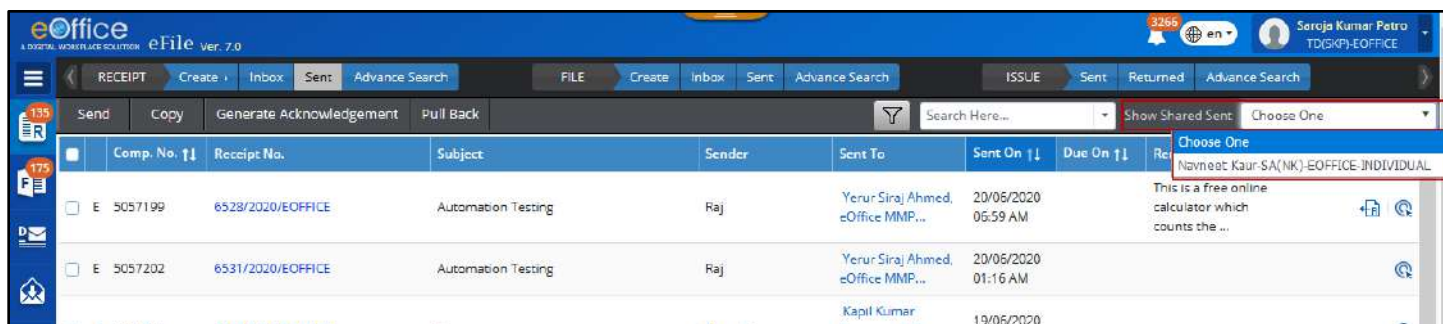 eOffice
A DIGITAL WORKPLACE SOLUTION eFile Ver. 7.0
3266
en
Saroja Kumar Patro
TD(SKP)-EOFFICE
RECEIPT Create Inbox Sent Advance Search FILE Create Inbox Sent Advance Search ISSUE Sent Returned Advance Search
135
R
Send Copy Generate Acknowledgement Pull Back Search Here... Show Shared Sent Choose One
Choose One
Navneet Kaur-SA(NK)-EOFFICE-INDIVIDUAL
Comp. No. Receipt No. Subject Sender Sent To Sent On Due On Re
175
F
E 5057199 6528/2020/EOFFICE Automation Testing Raj Yerur Siraj Ahmed, 20/06/2020 This is a free online
eOffice MMP... 06:59 AM calculator which
counts the ...
R
D
E 5057202 6531/2020/EOFFICE Automation Testing Raj Yerur Siraj Ahmed, 20/06/2020
eOffice MMP... 01:16 AM
Kapil Kumar
19/06/2020